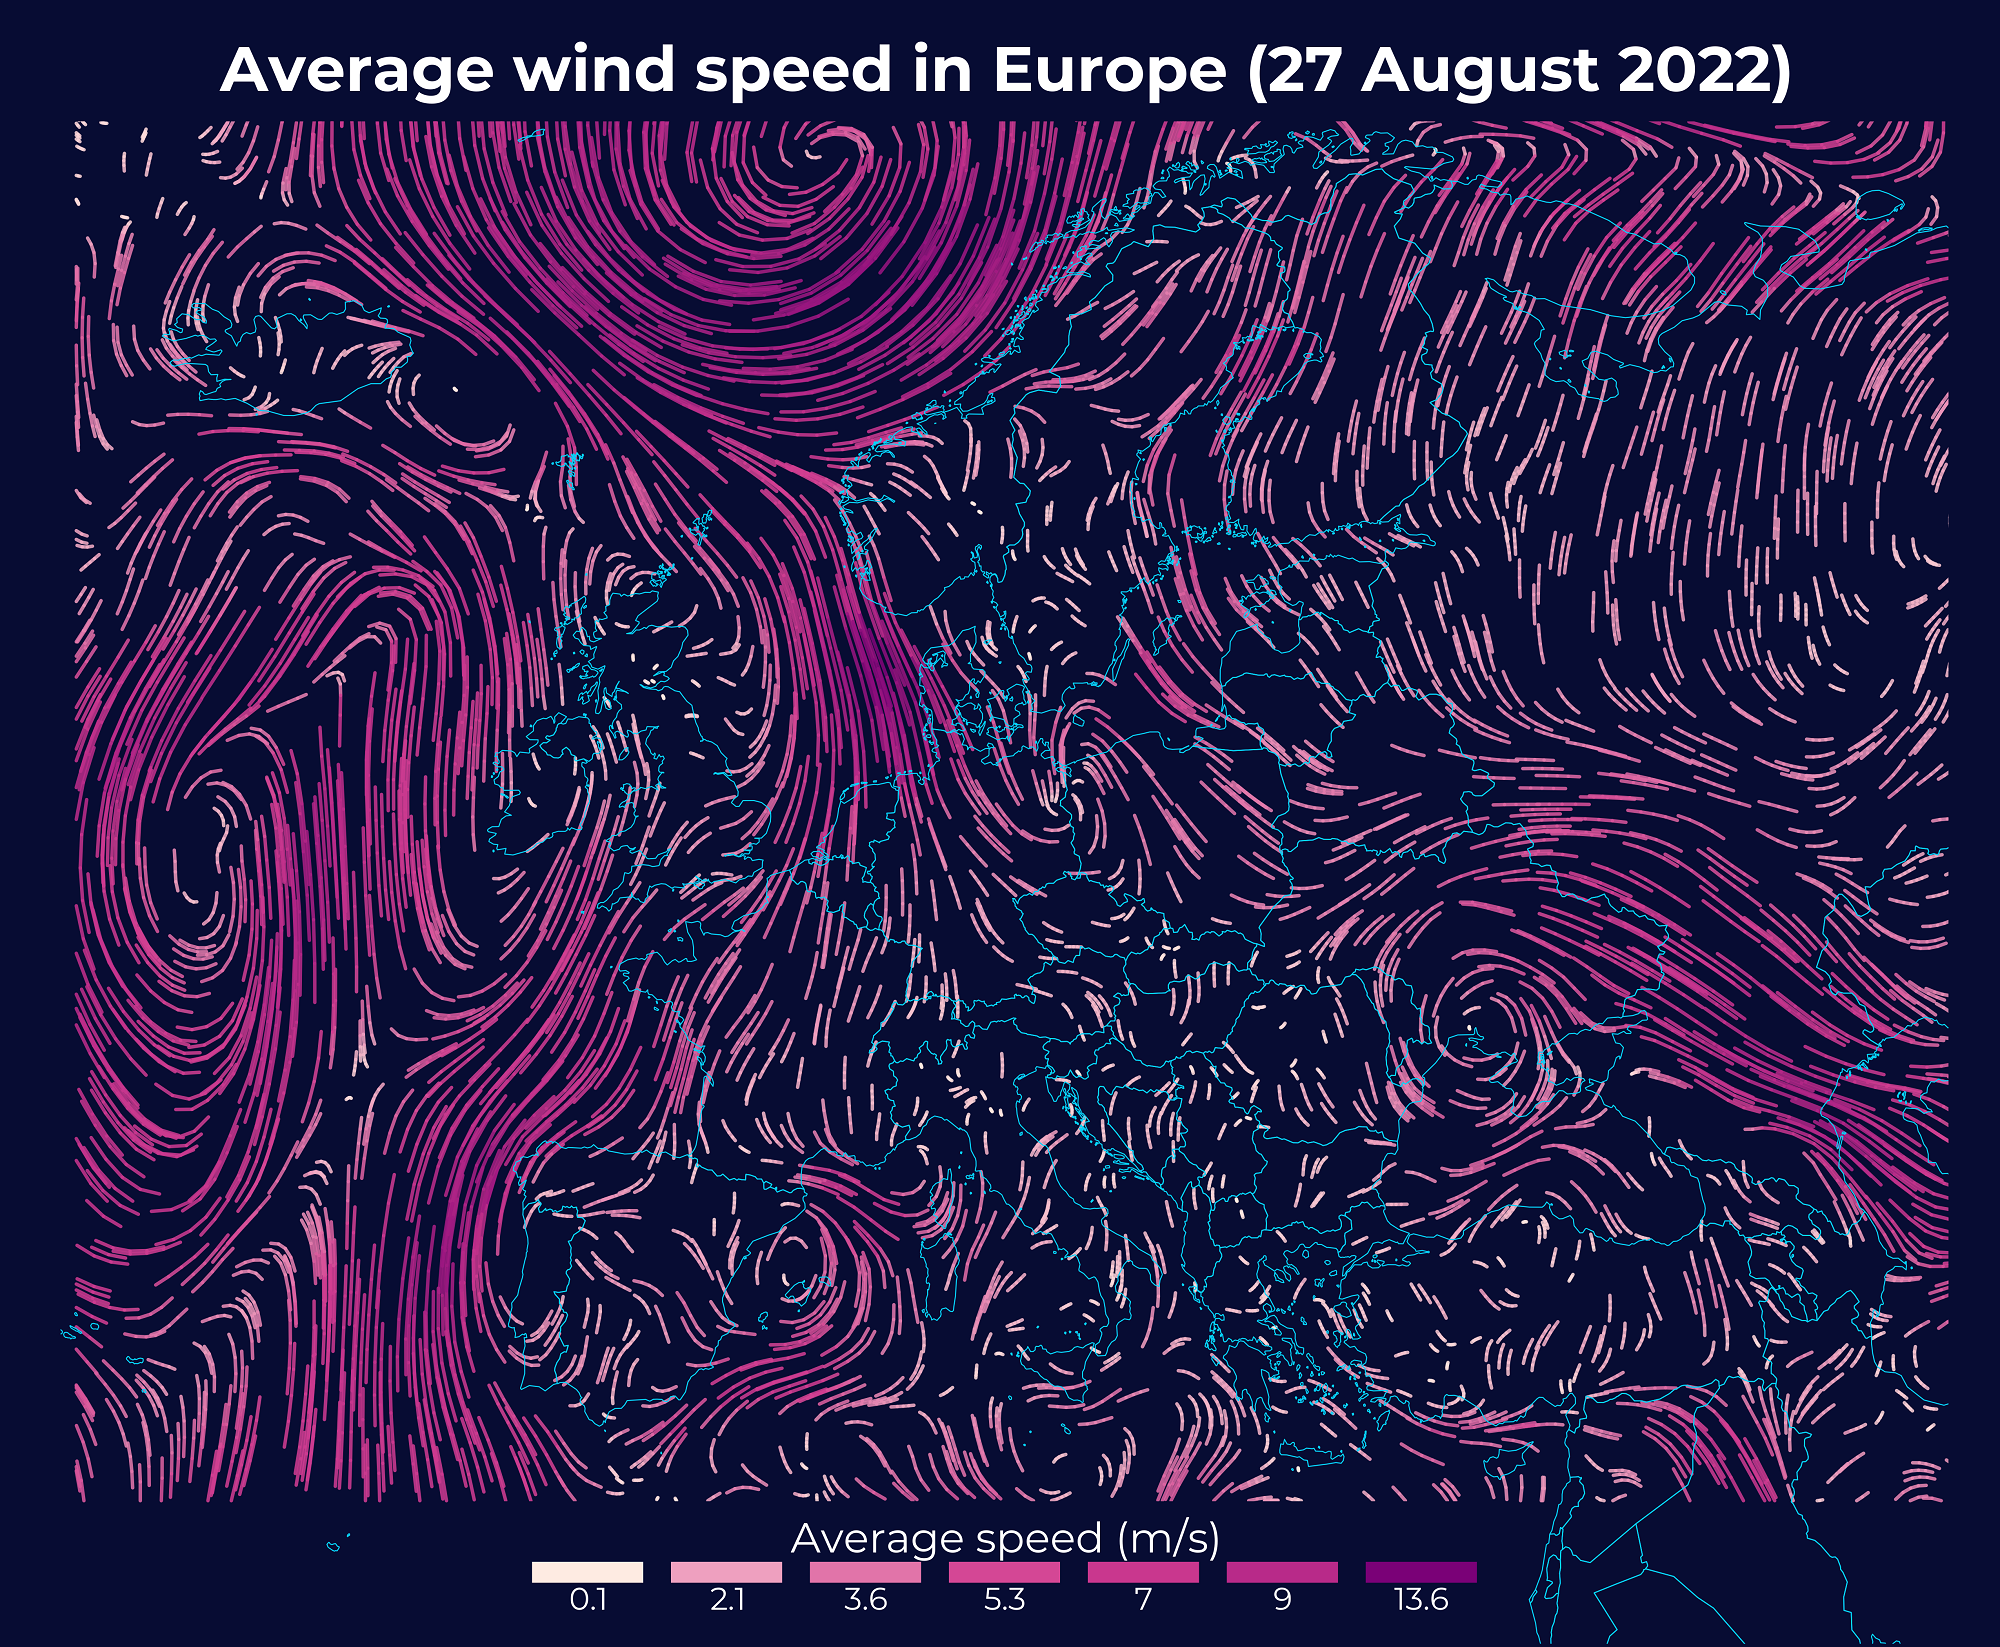 Average wind speed in Europe (27 August 2022)
Average speed (m/s)
0.1 2.1 3.6 5.3 7 9 13.6